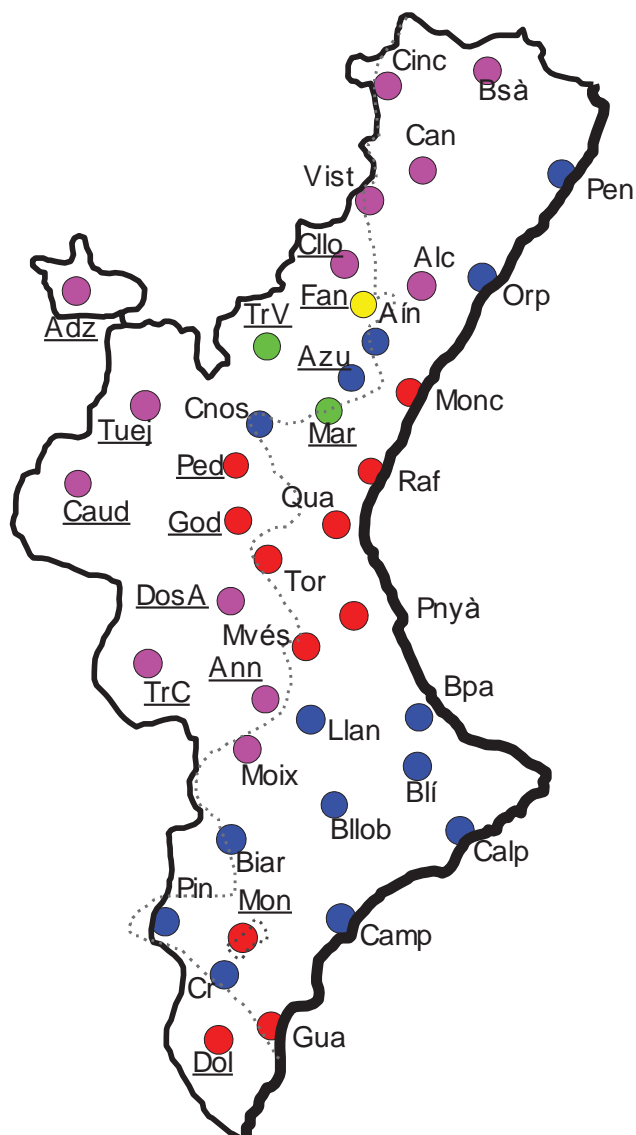 Cinc
Bsà
Can
Pen
Vist
Cllo
Alc
Orp
Fan
Adz
TrV
Aín
Azu
Monc
Cnos
Tuej
Mar
Ped
Raf
Caud
Qua
God
Tor
DosA
Pnyà
Mvés
Ann
TrC
Bpa
Llan
Moix
Blí
Bllob
Calp
Biar
Pin
Mon
Camp
Cr
Gua
Dol